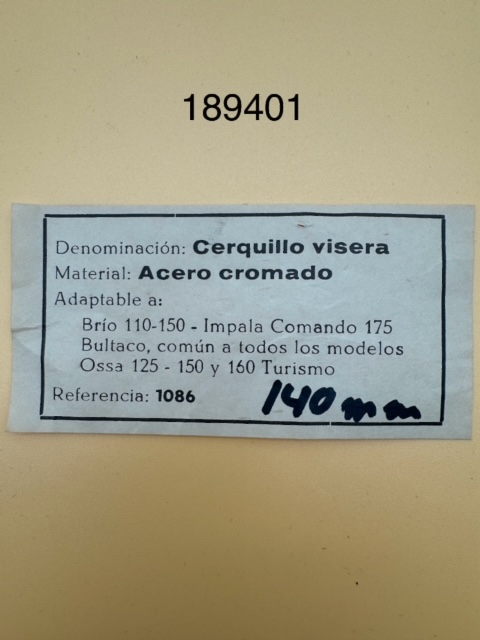 189401
Denominación: Cerquillo visera
Material: Acero cromado
Adaptable a:
Brío 110-150 - Impala Comando 175
Bultaco, común a todos los modelos
Ossa 125 - 150 y 160 Turismo
Referencia: 1086
140 mm